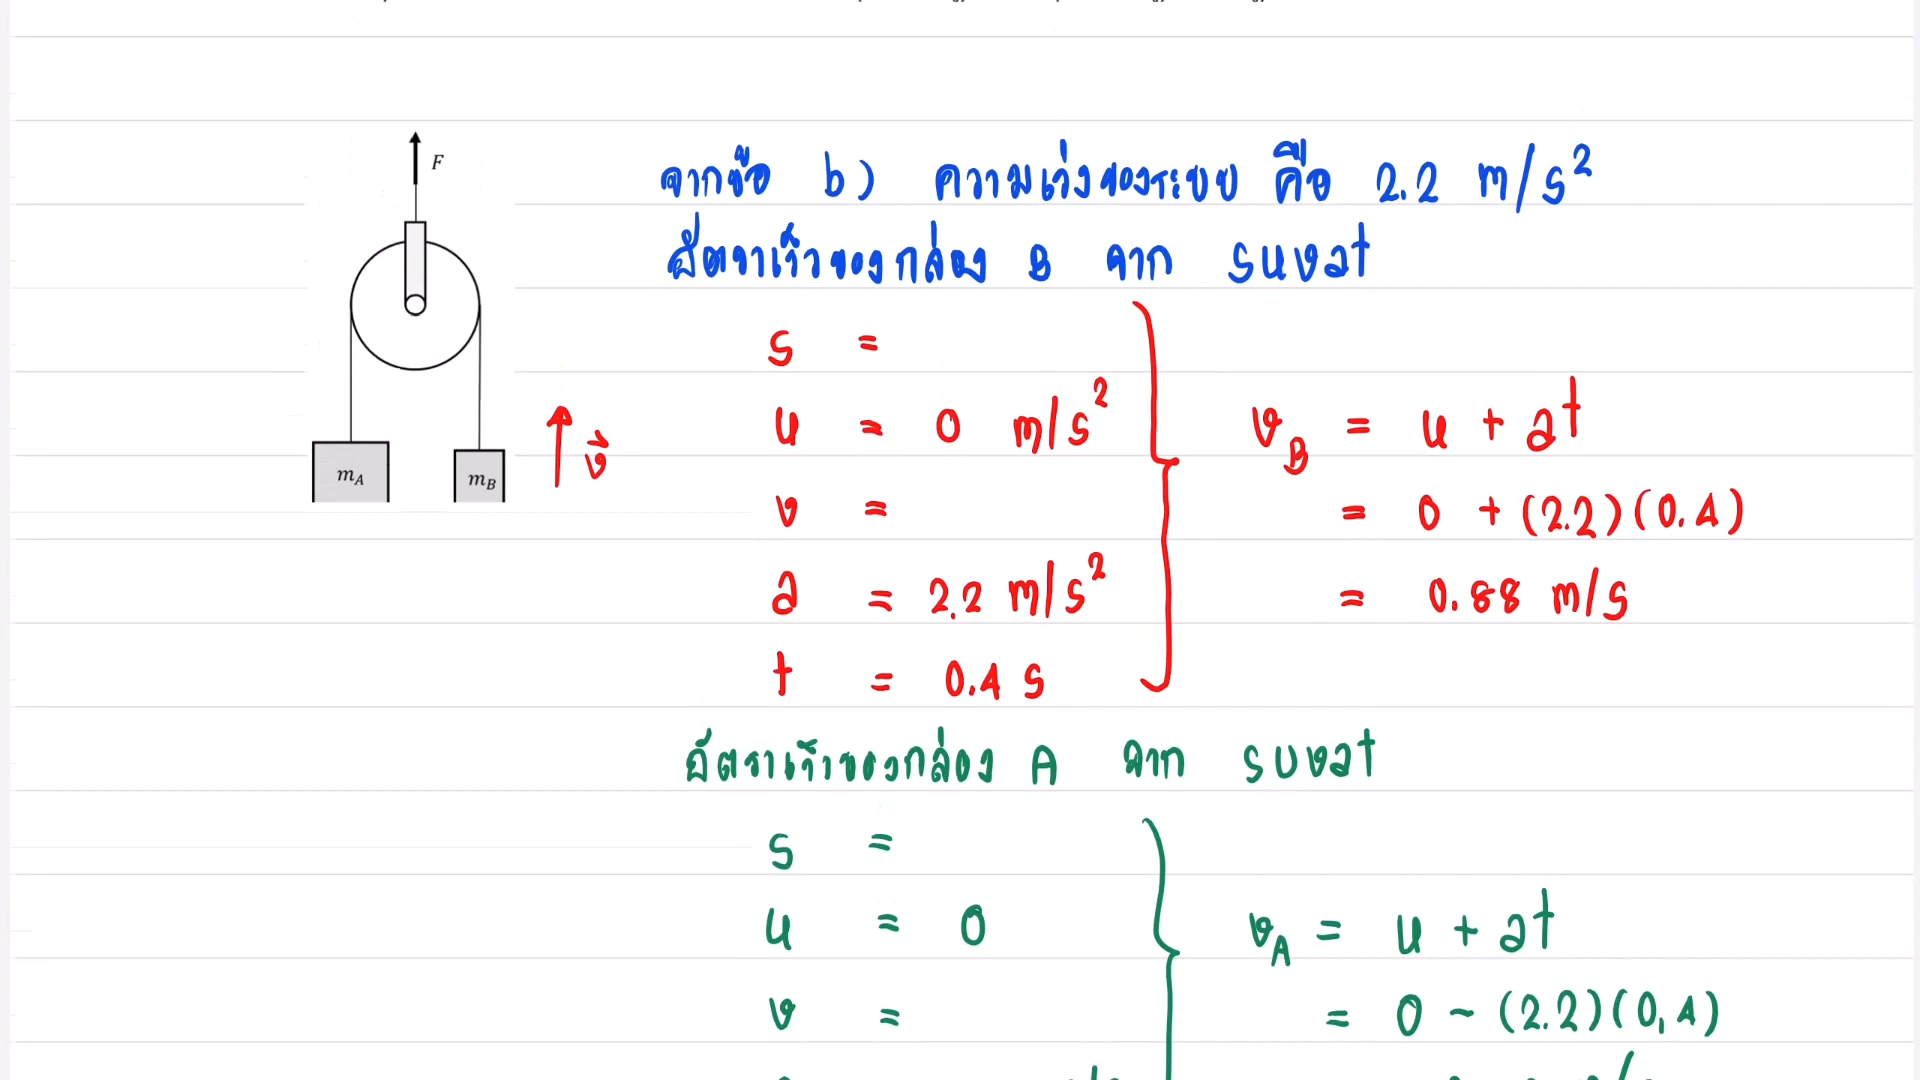 F
m_A
m_B
v⃗
จากข้อ b) ความเร่งของระบบ คือ 2.2 m/s²
อัตราเร็วของกล่อง B จาก suvat
s =
u = 0 m/s²
v =
a = 2.2 m/s²
t = 0.4 s
v_B = u + at
= 0 + (2.2)(0.4)
= 0.88 m/s
อัตราเร็วของกล่อง A จาก suvat
s =
u = 0
v =
v_A = u + at
= 0 - (2.2)(0.4)